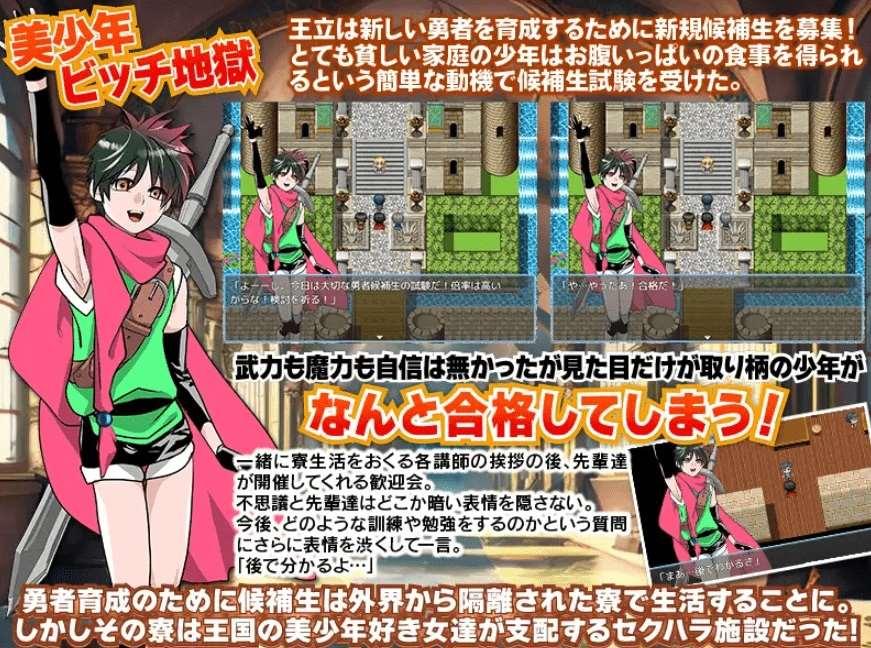 美少年
ビッチ地獄
王立は新しい勇者を育成するために新規候補生を募集！
とても貧しい家庭の少年はお腹いっぱいの食事を得られ
るという簡単な動機で候補生試験を受けた。
「よーーし、今日は大切な勇者候補生の試験だ！倍率は高い
からな！検討を祈る！」
「や…やったあ！合格だ！」
武力も魔力も自信は無かったが見た目だけが取り柄の少年が
なんと合格してしまう！
一緒に寮生活をおくる各講師の挨拶の後、先輩達
が開催してくれる歓迎会。
不思議と先輩達はどこか暗い表情を隠さない。
今後、どのような訓練や勉強をするのかという質問
にさらに表情を渋くして一言。
「後で分かるよ…」
「まあ…後でわかるさ」
勇者育成のために候補生は外界から隔離された寮で生活することに。
しかしその寮は王国の美少年好き女達が支配するセクハラ施設だった！